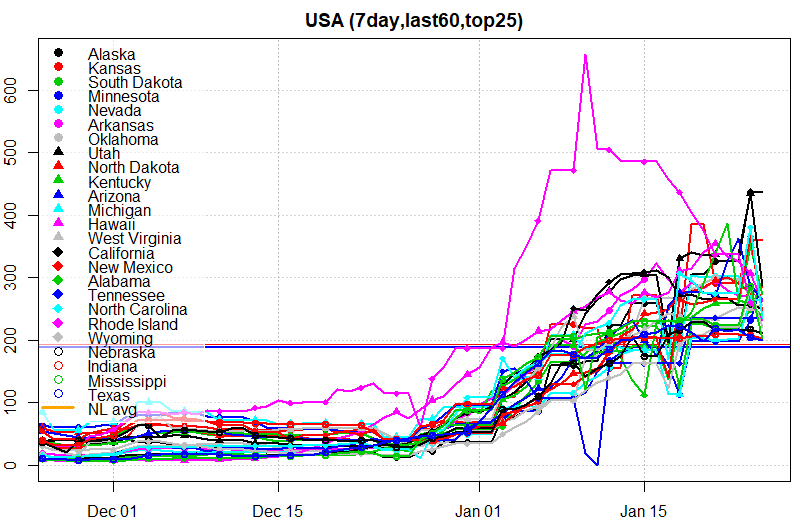 USA (7day,last60,top25)
600
500
400
300
200
100
0
Alaska
Kansas
South Dakota
Minnesota
Nevada
Arkansas
Oklahoma
Utah
North Dakota
Kentucky
Arizona
Michigan
Hawaii
West Virginia
California
New Mexico
Alabama
Tennessee
North Carolina
Rhode Island
Wyoming
Nebraska
Indiana
Mississippi
Texas
NL avg
Dec 01
Dec 15
Jan 01
Jan 15